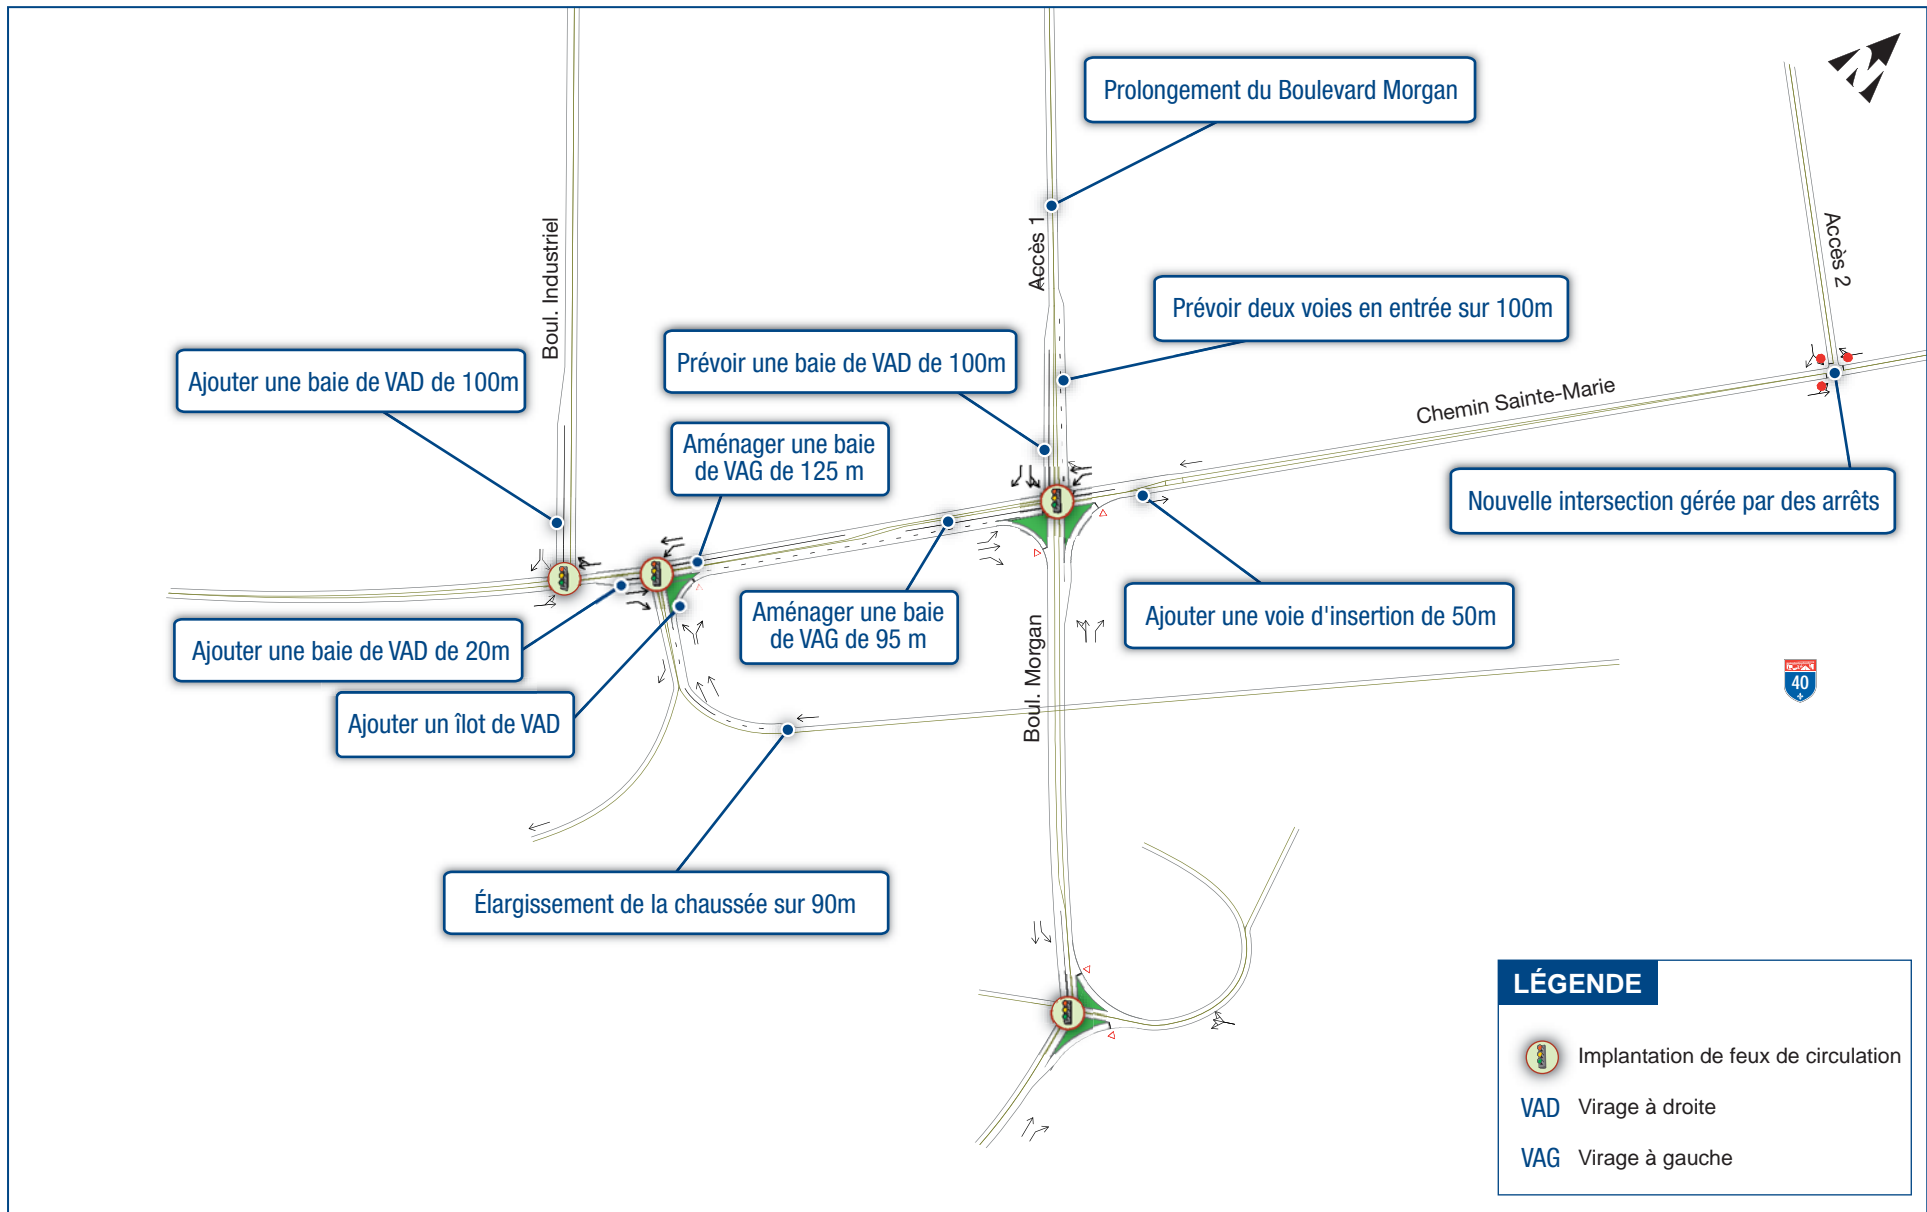 Prolongement du Boulevard Morgan
Boul. Industriel
Accès 1
Accès 2
Prévoir deux voies en entrée sur 100m
Prévoir une baie de VAD de 100m
Ajouter une baie de VAD de 100m
Chemin Sainte-Marie
Aménager une baie
de VAG de 125 m
Nouvelle intersection gérée par des arrêts
Aménager une baie
de VAG de 95 m
Ajouter une voie d'insertion de 50m
Ajouter une baie de VAD de 20m
Boul. Morgan
40
Ajouter un îlot de VAD
Élargissement de la chaussée sur 90m
LÉGENDE
Implantation de feux de circulation
VAD Virage à droite
VAG Virage à gauche